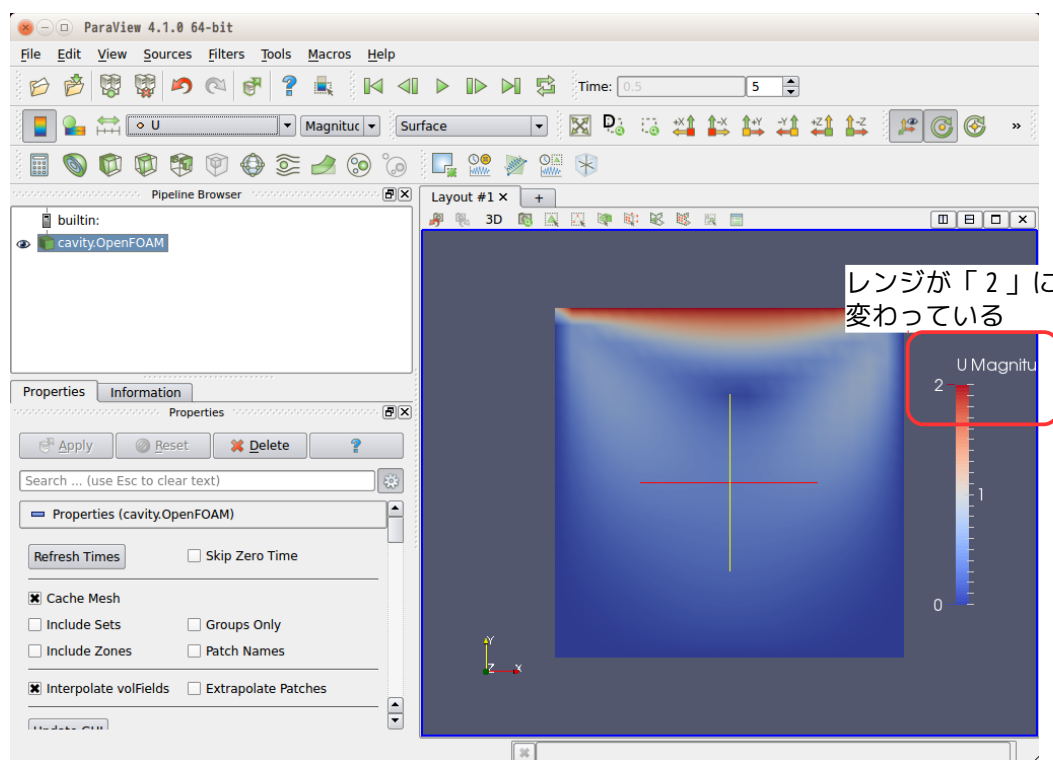 ParaView 4.1.0 64-bit
File Edit View Sources Filters Tools Macros Help
Time: 0.5 5
U Magnituc Surface
+X -X +Y -Y +Z -Z »
Pipeline Browser
Layout #1 × +
builtin:
3D
cavity.OpenFOAM
レンジが「2」に
変わっている
U Magnitu
2
1
0
Y
Z X
Properties Information
Properties
Apply Reset Delete ?
Search ... (use Esc to clear text)
Properties (cavity.OpenFOAM)
Refresh Times Skip Zero Time
Cache Mesh
Include Sets Groups Only
Include Zones Patch Names
Interpolate volFields Extrapolate Patches
Update GUI